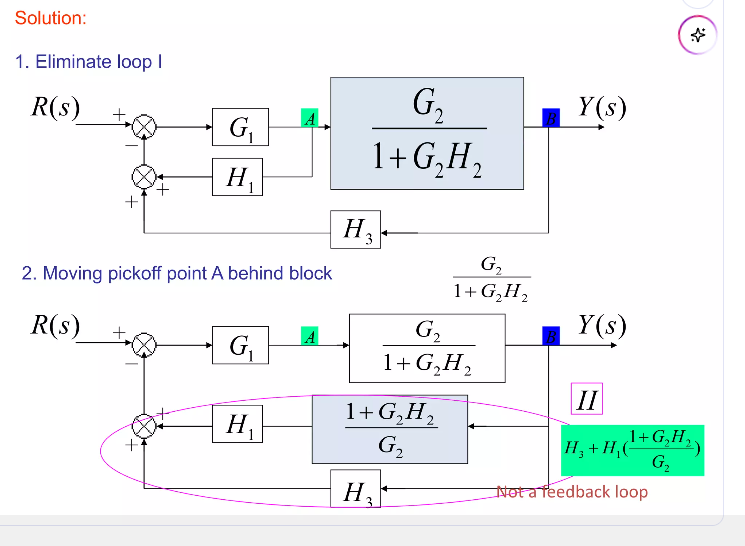 Solution:
1. Eliminate loop I
R(s) + − G₁ A G₂/(1+G₂H₂) B Y(s)
+ + H₁
H₃
2. Moving pickoff point A behind block G₂/(1+G₂H₂)
R(s) + − G₁ A G₂/(1+G₂H₂) B Y(s)
+ + H₁ (1+G₂H₂)/G₂ II
H₃ + H₁((1+G₂H₂)/G₂)
H₃ Not a feedback loop